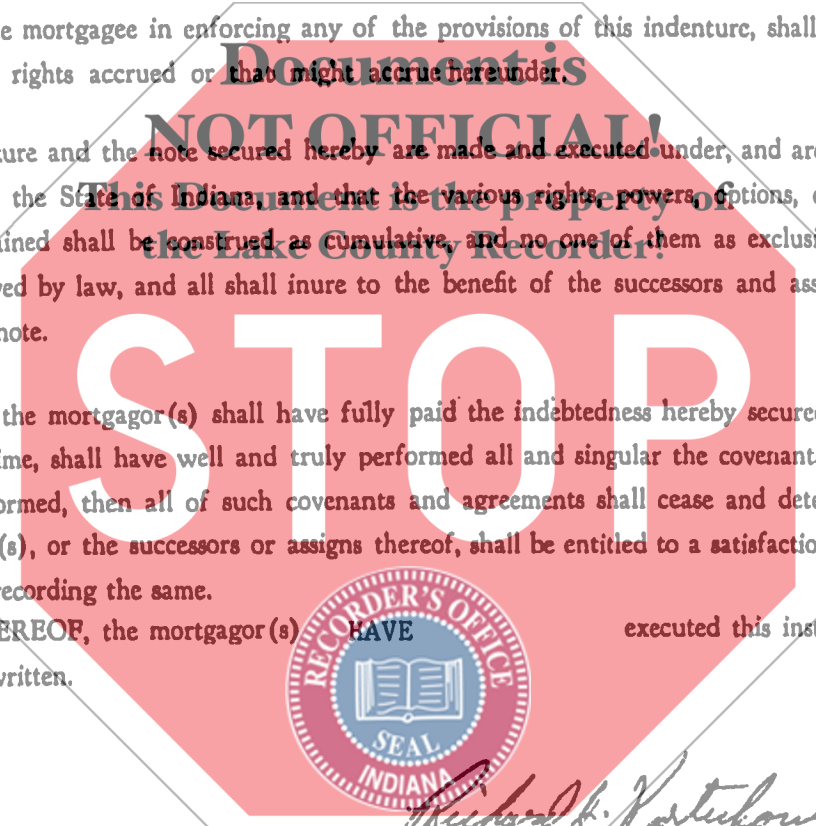 e mortgagee in enforcing any of the provisions of this indenture, shall
rights accrued or that might accrue hereunder.
Document is
NOT OFFICIAL!
This Document is the property of
the Lake County Recorder!
ure and the note secured hereby are made and executed under, and are
the State of Indiana, and that the various rights, powers, options,
ined shall be construed as cumulative, and no one of them as exclusi
ed by law, and all shall inure to the benefit of the successors and ass
note.
STOP
the mortgagor(s) shall have fully paid the indebtedness hereby secure
me, shall have well and truly performed all and singular the covenant
ormed, then all of such covenants and agreements shall cease and dete
(s), or the successors or assigns thereof, shall be entitled to a satisfactio
recording the same.
EREOF, the mortgagor(s) HAVE executed this inst
written.
RECORDER'S OFFICE
SEAL
INDIANA